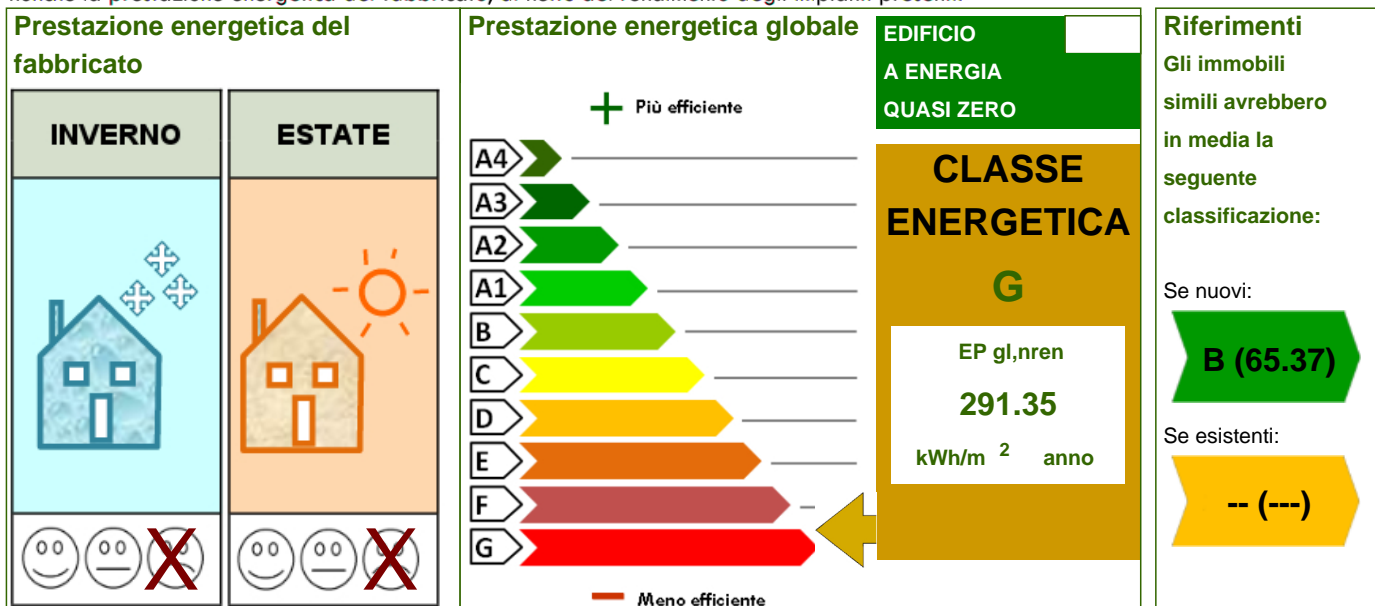 Prestazione energetica del
fabbricato
INVERNO
ESTATE
Prestazione energetica globale
Più efficiente
A4
A3
A2
A1
B
C
D
E
F
G
Meno efficiente
EDIFICIO
A ENERGIA
QUASI ZERO
CLASSE
ENERGETICA
G
EP gl,nren
291.35
kWh/m 2 anno
Riferimenti
Gli immobili
simili avrebbero
in media la
seguente
classificazione:
Se nuovi:
B (65.37)
Se esistenti:
-- (---)